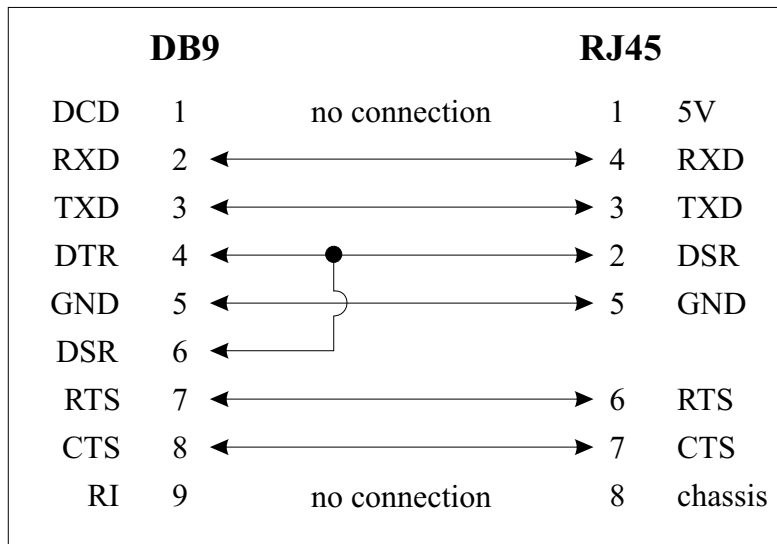 DB9 RJ45
DCD 1 no connection 1 5V
RXD 2 4 RXD
TXD 3 3 TXD
DTR 4 2 DSR
GND 5 5 GND
DSR 6
RTS 7 6 RTS
CTS 8 7 CTS
RI 9 no connection 8 chassis